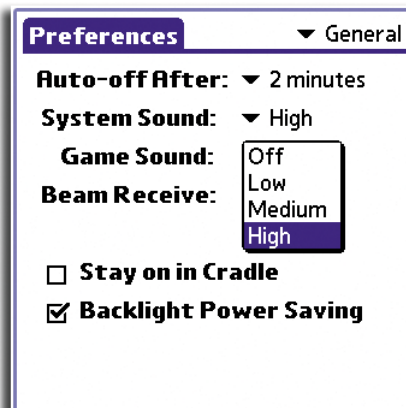 Preferences ▼ General
Auto-off After: ▼ 2 minutes
System Sound: ▼ High
Game Sound: Off
Low
Beam Receive: Medium
High
Stay on in Cradle
Backlight Power Saving